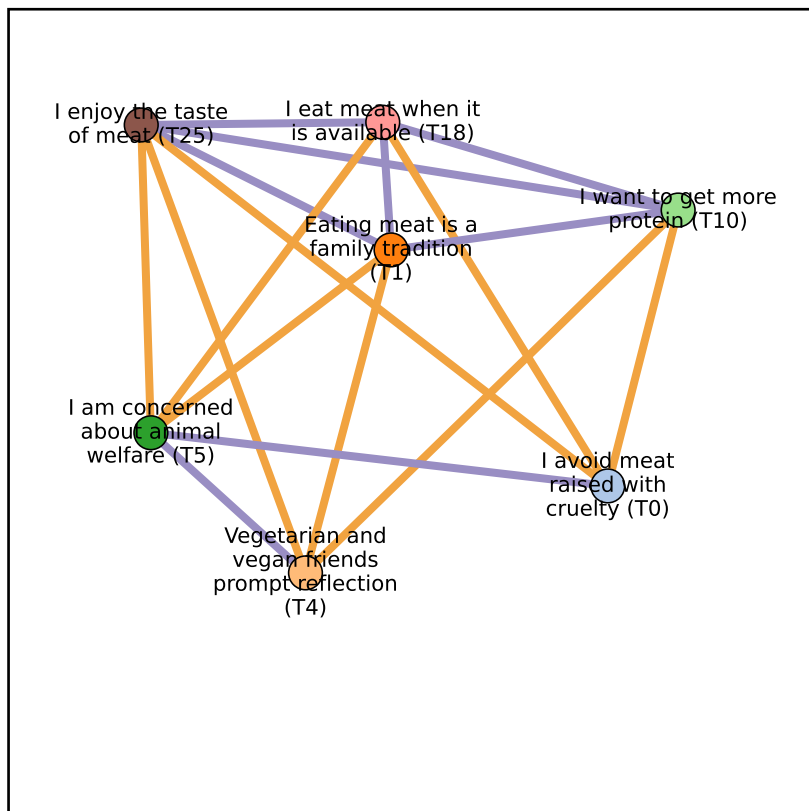 I enjoy the taste
of meat (T25)
I eat meat when it
is available (T18)
I want to get more
protein (T10)
Eating meat is a
family tradition
(T1)
I am concerned
about animal
welfare (T5)
I avoid meat
raised with
cruelty (T0)
Vegetarian and
vegan friends
prompt reflection
(T4)